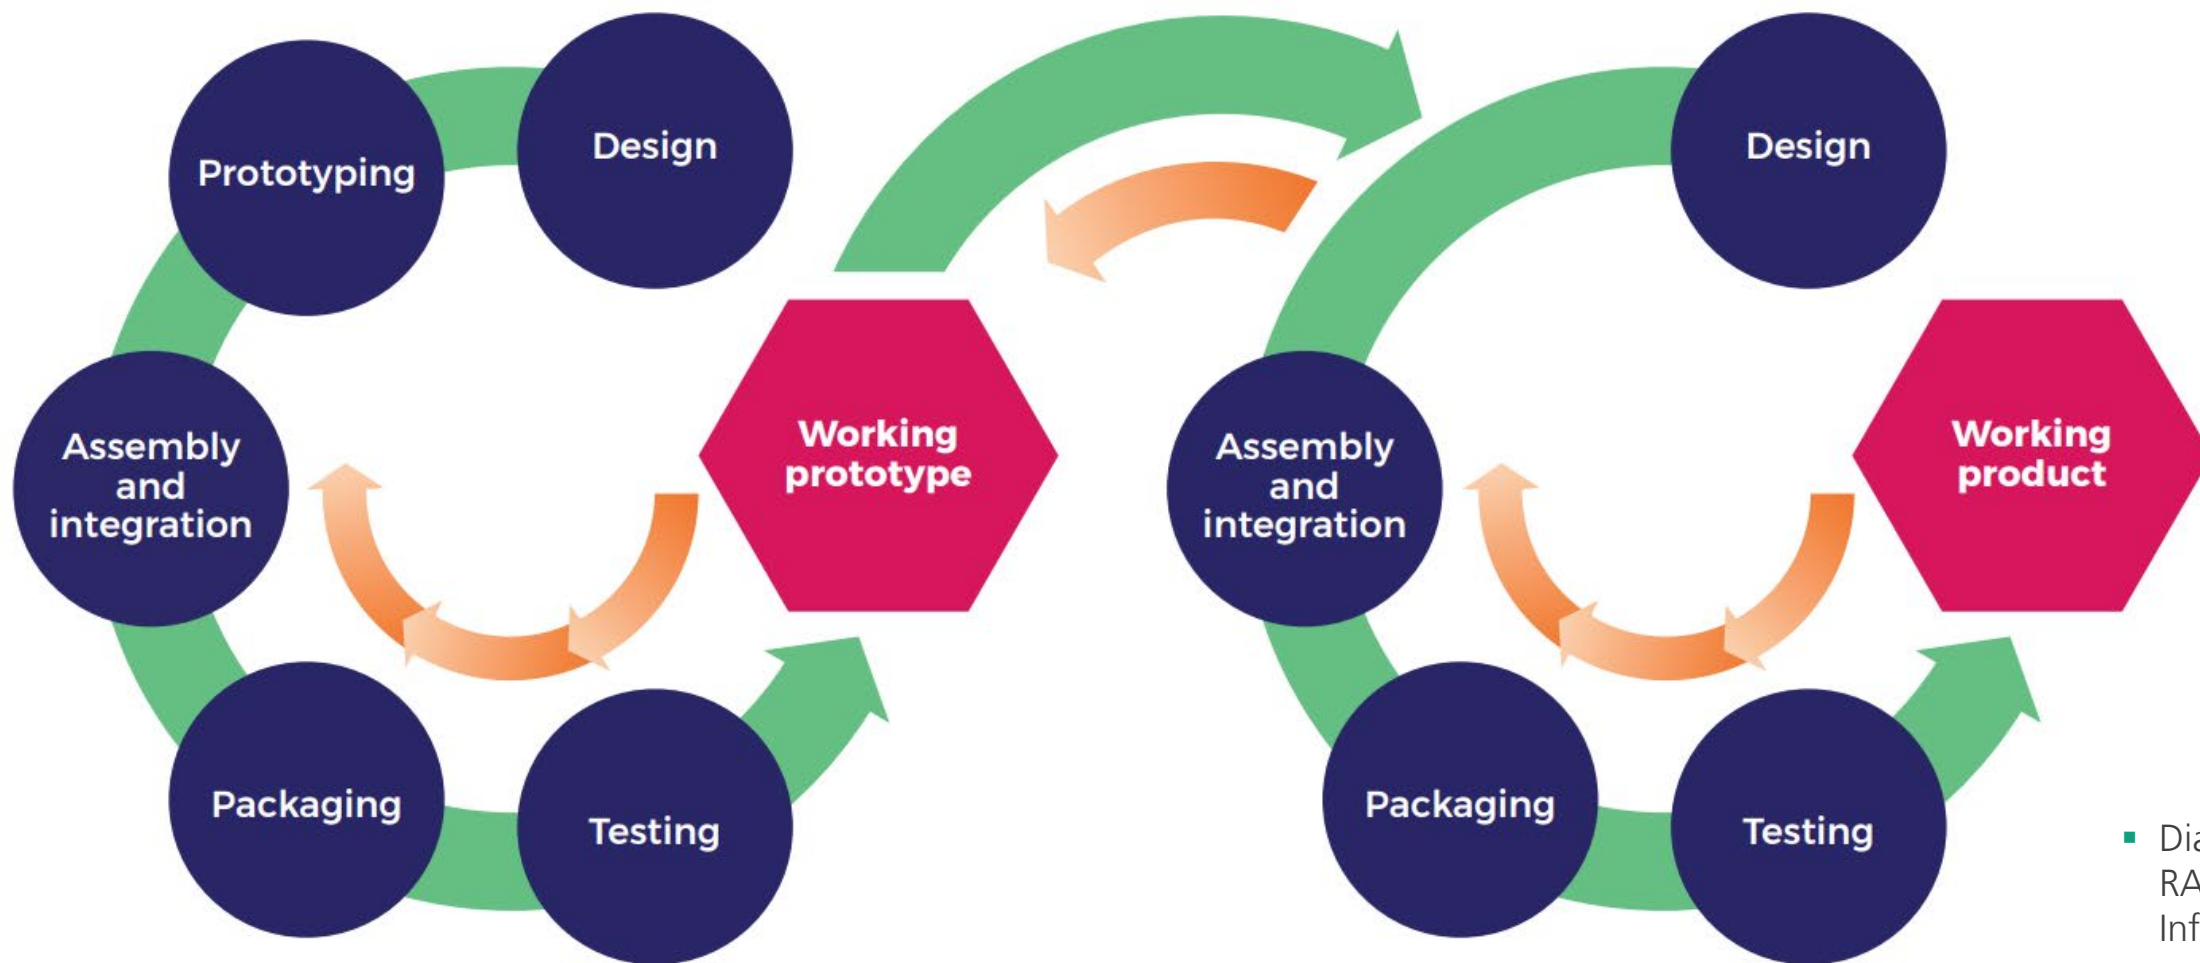 Design
Prototyping
Assembly
and
integration
Packaging
Testing
Working
prototype
Design
Assembly
and
integration
Packaging
Testing
Working
product